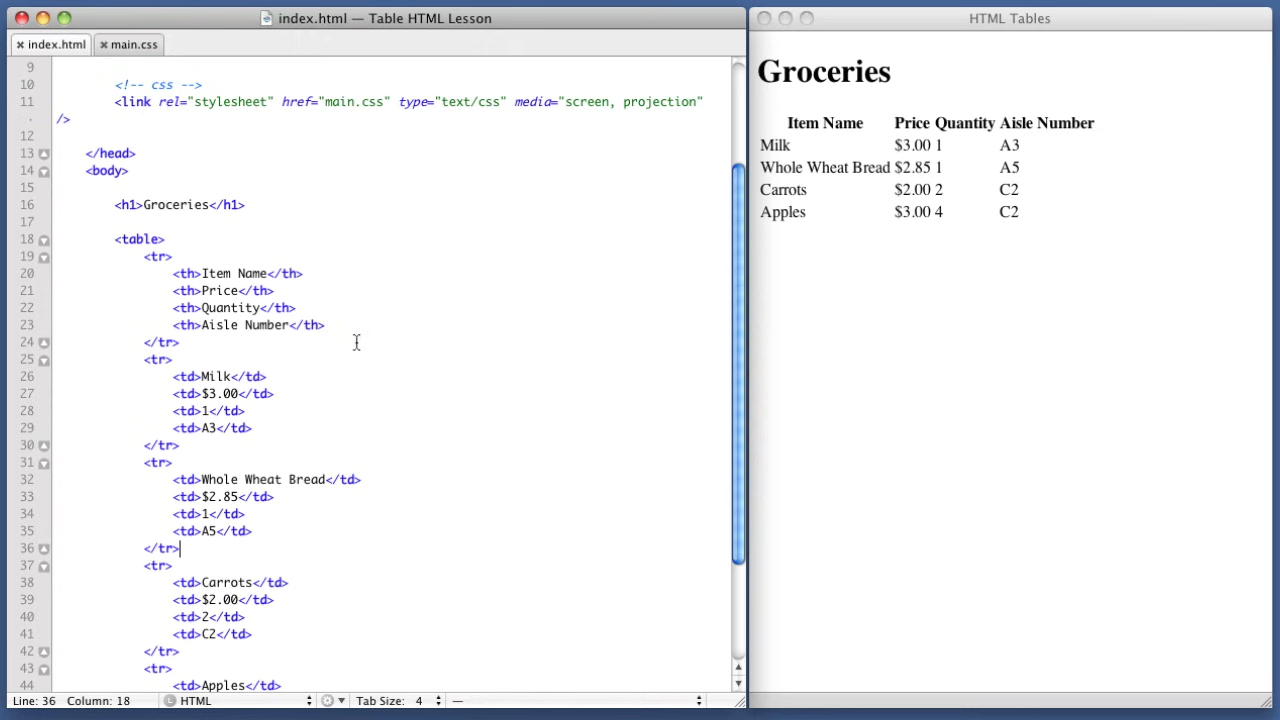 index.html — Table HTML Lesson
index.html
main.css
9
10 <!-- css -->
11 <link rel="stylesheet" href="main.css" type="text/css" media="screen, projection"
/>
12
13 </head>
14 <body>
15
16 <h1>Groceries</h1>
17
18 <table>
19 <tr>
20 <th>Item Name</th>
21 <th>Price</th>
22 <th>Quantity</th>
23 <th>Aisle Number</th>
24 </tr>
25 <tr>
26 <td>Milk</td>
27 <td>$3.00</td>
28 <td>1</td>
29 <td>A3</td>
30 </tr>
31 <tr>
32 <td>Whole Wheat Bread</td>
33 <td>$2.85</td>
34 <td>1</td>
35 <td>A5</td>
36 </tr>
37 <tr>
38 <td>Carrots</td>
39 <td>$2.00</td>
40 <td>2</td>
41 <td>C2</td>
42 </tr>
43 <tr>
44 <td>Apples</td>
Line: 36 Column: 18 L HTML Tab Size: 4 —
HTML Tables
Groceries
Item Name Price Quantity Aisle Number
Milk $3.00 1 A3
Whole Wheat Bread $2.85 1 A5
Carrots $2.00 2 C2
Apples $3.00 4 C2